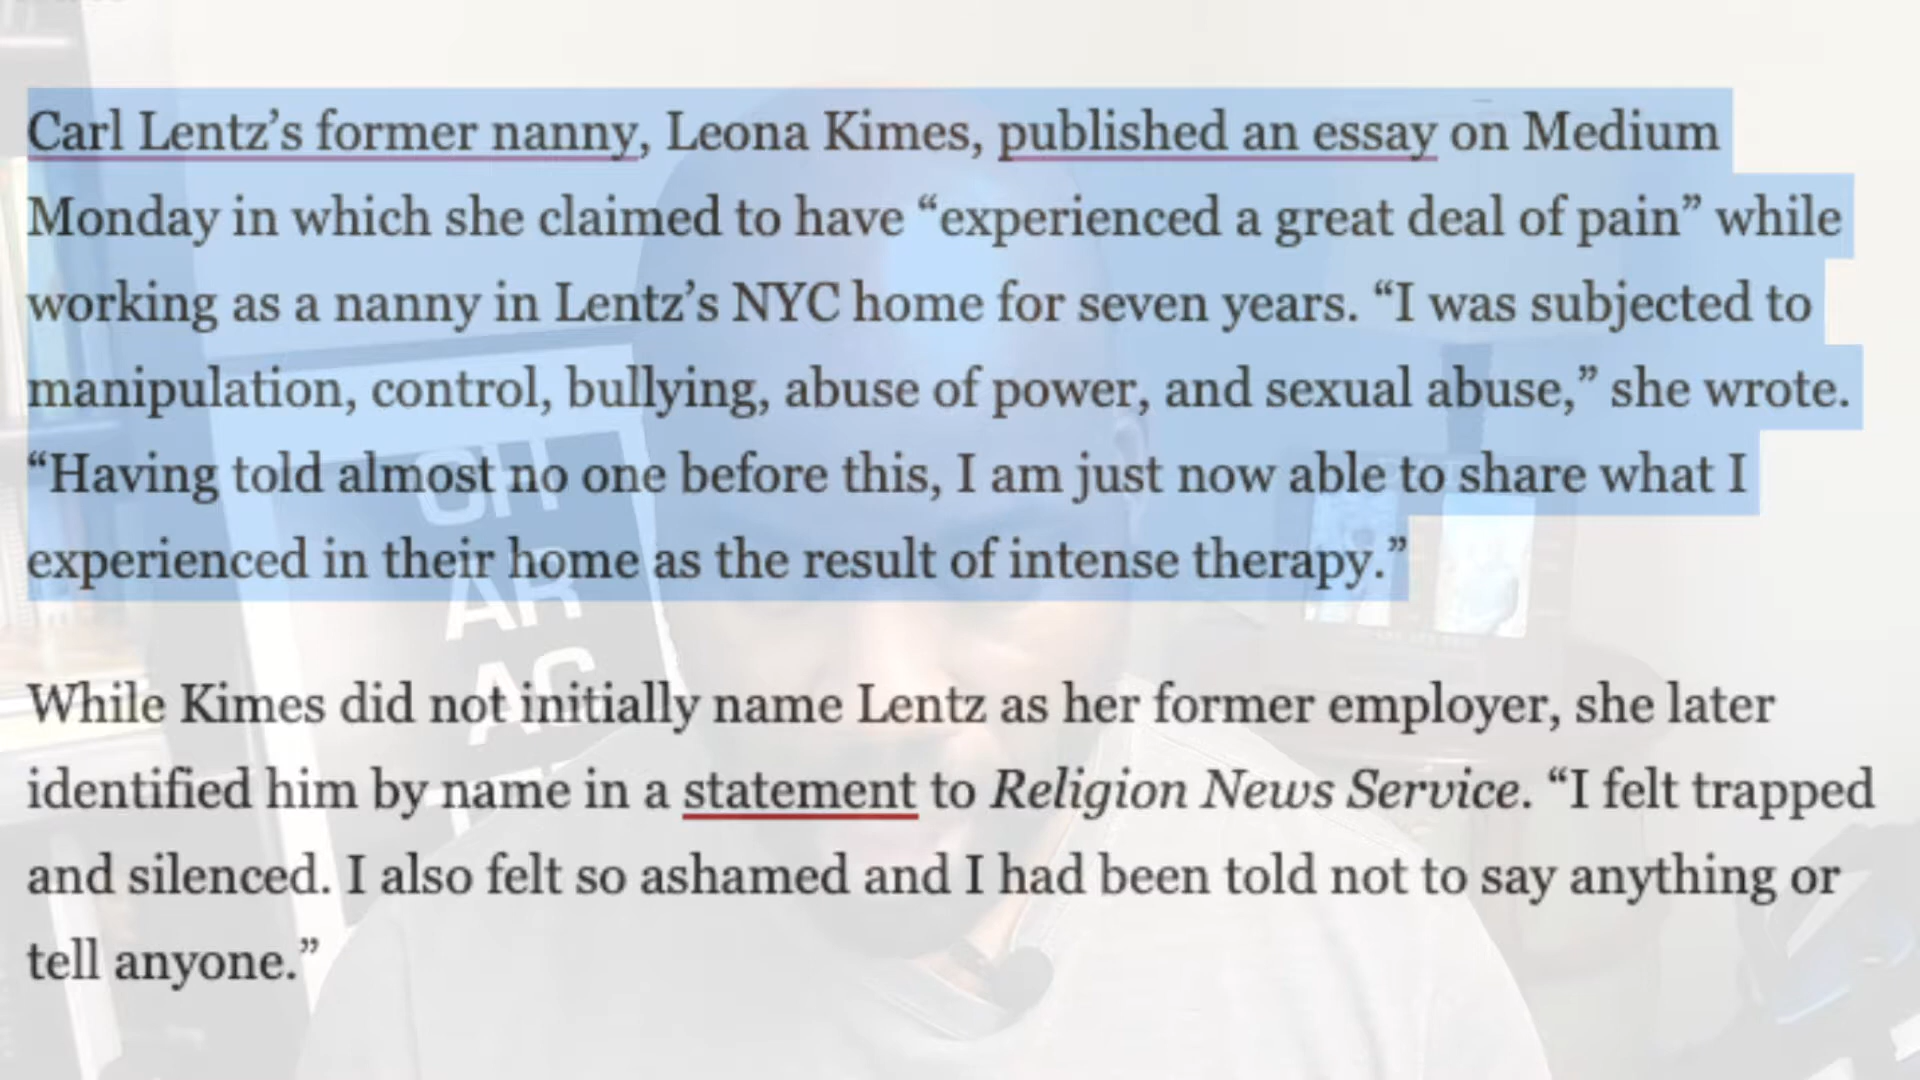 Carl Lentz’s former nanny, Leona Kimes, published an essay on Medium
Monday in which she claimed to have “experienced a great deal of pain” while
working as a nanny in Lentz’s NYC home for seven years. “I was subjected to
manipulation, control, bullying, abuse of power, and sexual abuse,” she wrote.
“Having told almost no one before this, I am just now able to share what I
experienced in their home as the result of intense therapy.”
While Kimes did not initially name Lentz as her former employer, she later
identified him by name in a statement to Religion News Service. “I felt trapped
and silenced. I also felt so ashamed and I had been told not to say anything or
tell anyone.”
AR
AC